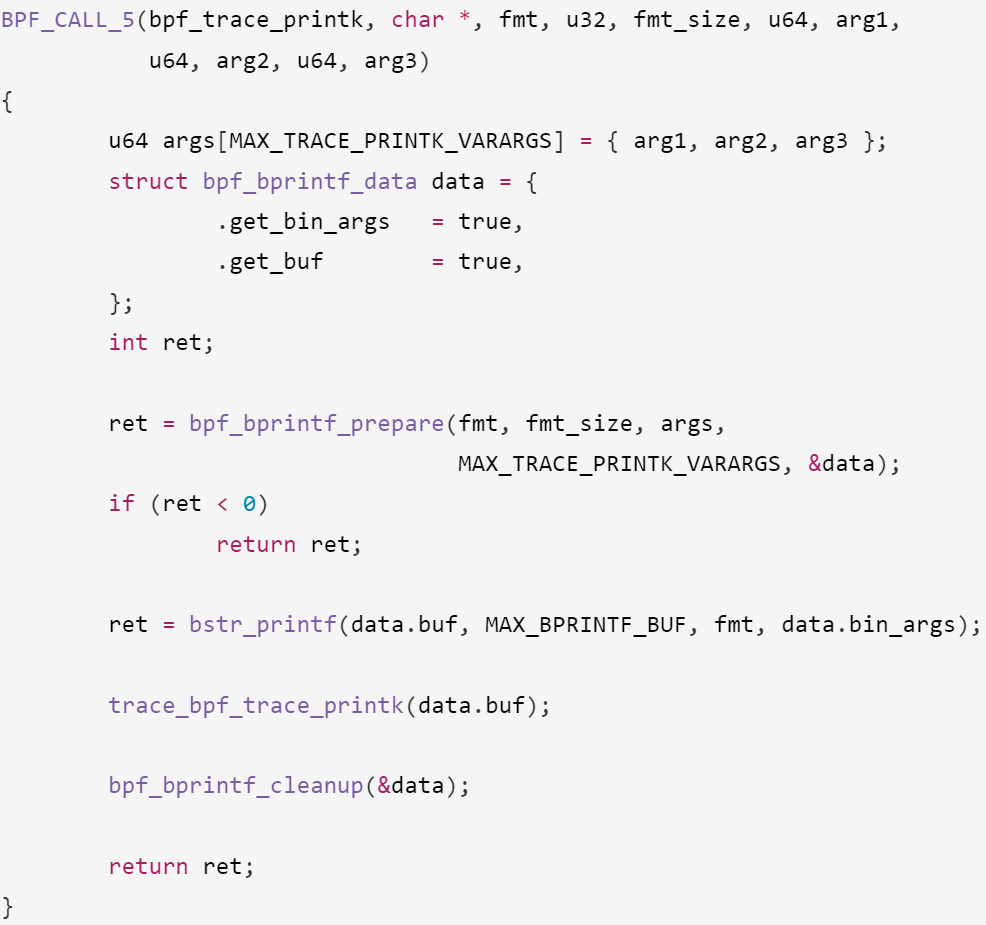 BPF_CALL_5(bpf_trace_printk, char *, fmt, u32, fmt_size, u64, arg1,
           u64, arg2, u64, arg3)
{
        u64 args[MAX_TRACE_PRINTK_VARARGS] = { arg1, arg2, arg3 };
        struct bpf_bprintf_data data = {
                .get_bin_args   = true,
                .get_buf        = true,
        };
        int ret;

        ret = bpf_bprintf_prepare(fmt, fmt_size, args,
                                  MAX_TRACE_PRINTK_VARARGS, &data);
        if (ret < 0)
                return ret;

        ret = bstr_printf(data.buf, MAX_BPRINTF_BUF, fmt, data.bin_args);

        trace_bpf_trace_printk(data.buf);

        bpf_bprintf_cleanup(&data);

        return ret;
}